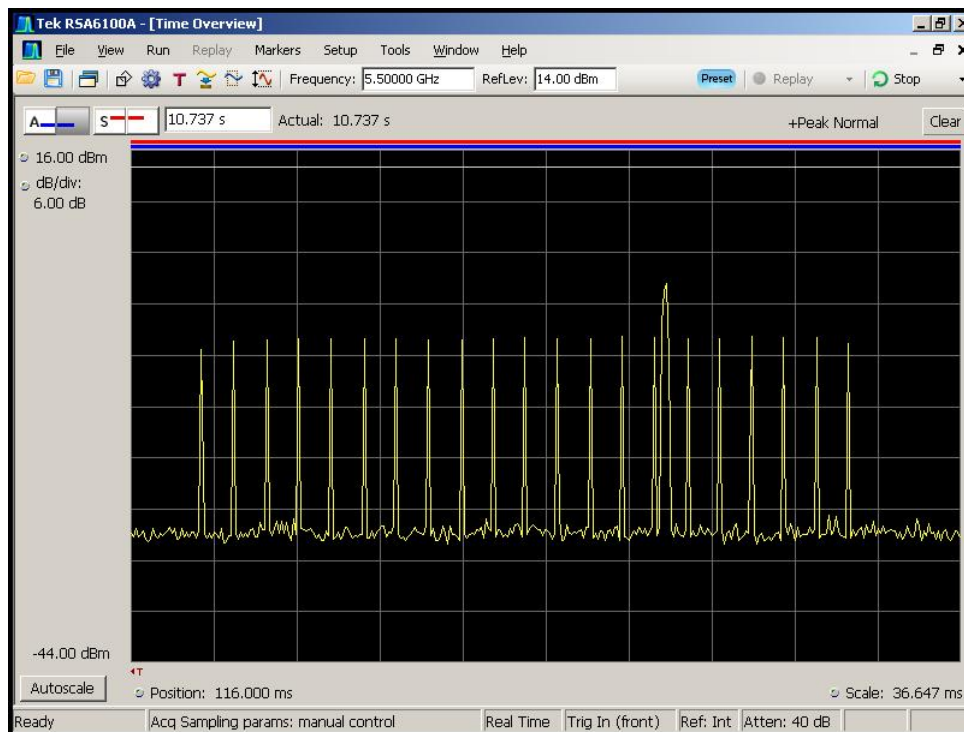 Tek RSA6100A - [Time Overview]
File View Run Replay Markers Setup Tools Window Help
T Frequency: 5.50000 GHz RefLev: 14.00 dBm Preset Replay Stop
A S 10.737 s Actual: 10.737 s +Peak Normal Clear
16.00 dBm
dB/div:
6.00 dB
-44.00 dBm
T
Autoscale Position: 116.000 ms Scale: 36.647 ms
Ready Acq Sampling params: manual control Real Time Trig In (front) Ref: Int Atten: 40 dB